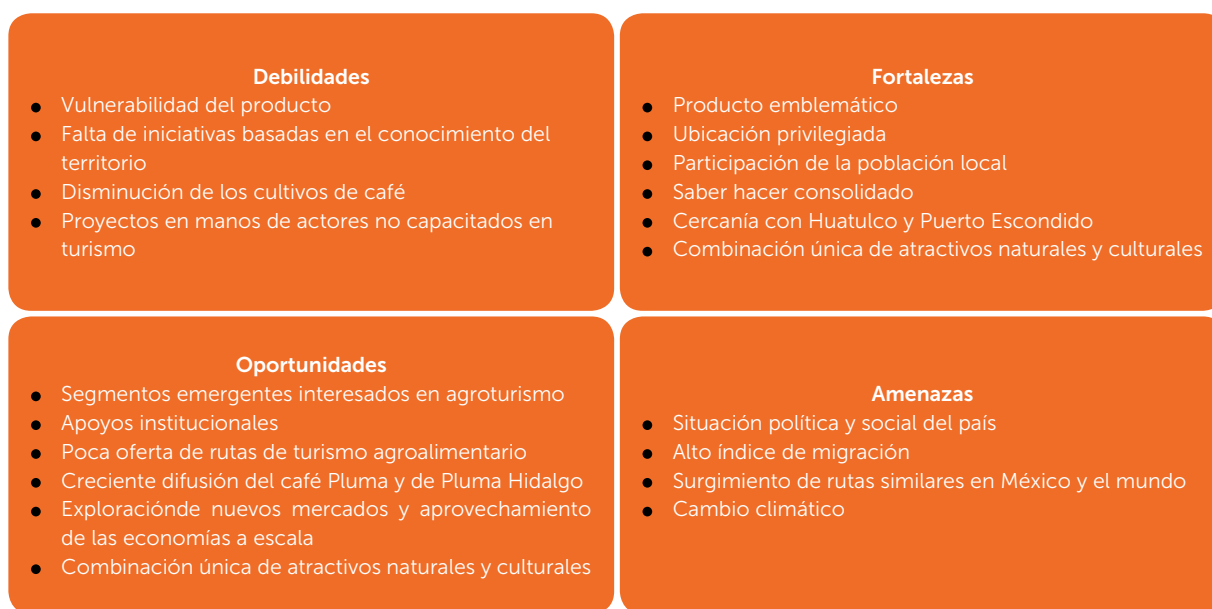 Debilidades
● Vulnerabilidad del producto
● Falta de iniciativas basadas en el conocimiento del
territorio
● Disminución de los cultivos de café
● Proyectos en manos de actores no capacitados en
turismo
Fortalezas
● Producto emblemático
● Ubicación privilegiada
● Participación de la población local
● Saber hacer consolidado
● Cercanía con Huatulco y Puerto Escondido
● Combinación única de atractivos naturales y culturales
Oportunidades
● Segmentos emergentes interesados en agroturismo
● Apoyos institucionales
● Poca oferta de rutas de turismo agroalimentario
● Creciente difusión del café Pluma y de Pluma Hidalgo
● Exploraciónde nuevos mercados y aprovechamiento
de las economías a escala
● Combinación única de atractivos naturales y culturales
Amenazas
● Situación política y social del país
● Alto índice de migración
● Surgimiento de rutas similares en México y el mundo
● Cambio climático